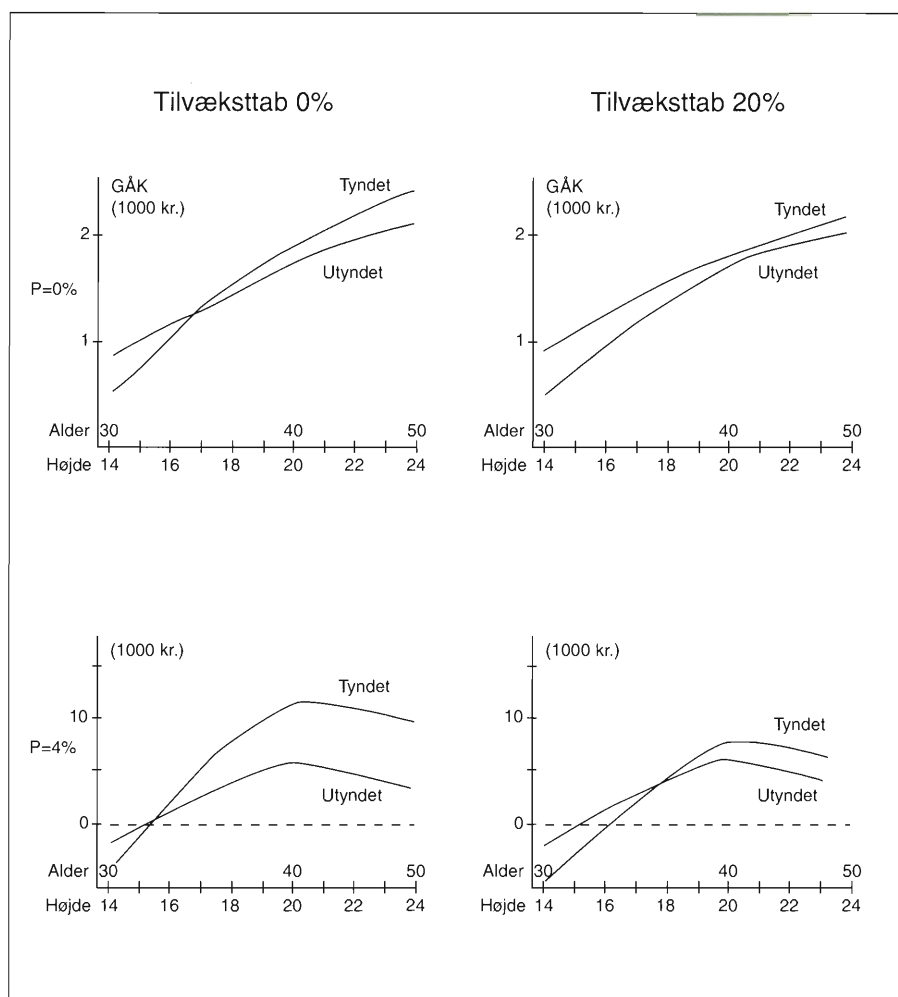 Tilvæksttab 0%
Tilvæksttab 20%
GÅK
(1000 kr.)
Tyndet
2
Utyndet
P=0%
1
Alder 30 40 50
Højde 14 16 18 20 22 24
GÅK
(1000 kr.)
Tyndet
2
Utyndet
1
Alder 30 40 50
Højde 14 16 18 20 22 24
(1000 kr.)
Tyndet
10
P=4%
Utyndet
0
Alder 30 40 50
Højde 14 16 18 20 22 24
(1000 kr.)
10
Tyndet
Utyndet
0
Alder 30 40 50
Højde 14 16 18 20 22 24